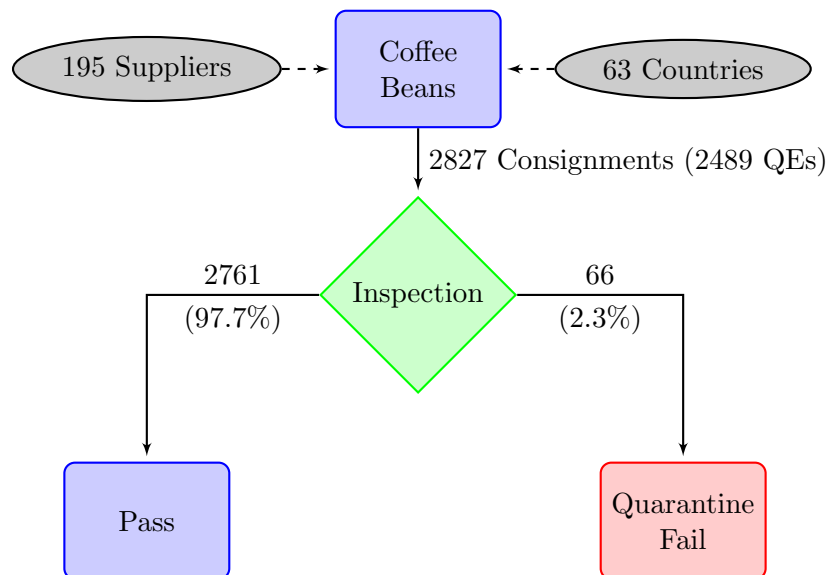 195 Suppliers
Coffee
Beans
63 Countries
2827 Consignments (2489 QEs)
2761
(97.7%)
Inspection
66
(2.3%)
Pass
Quarantine
Fail